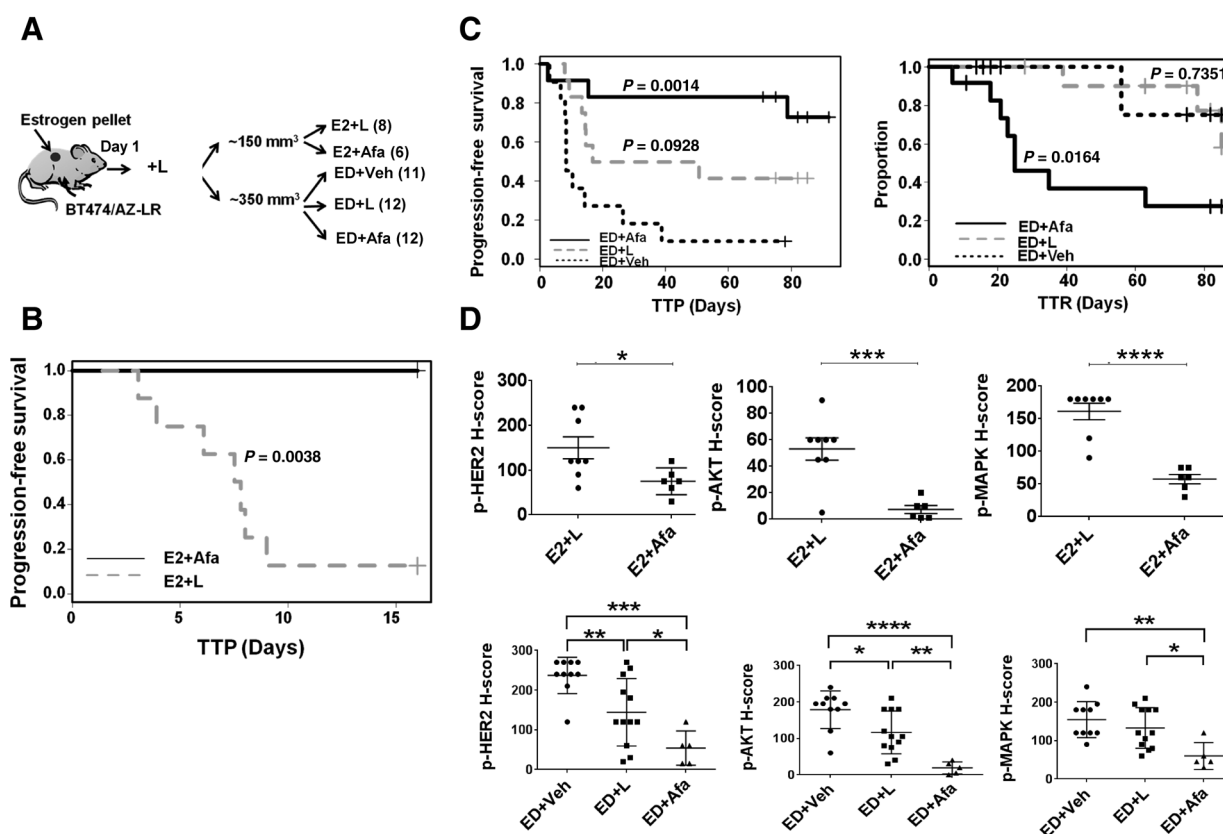 A
Estrogen pellet
Day 1
+L
BT474/AZ-LR
~150 mm³
~350 mm³
E2+L (8)
E2+Afa (6)
ED+Veh (11)
ED+L (12)
ED+Afa (12)
B
Progression-free survival
1.0
0.8
0.6
0.4
0.2
0.0
P = 0.0038
E2+Afa
E2+L
0 5 10 15
TTP (Days)
C
Progression-free survival
1.0
0.8
0.6
0.4
0.2
0.0
P = 0.0014
P = 0.0928
ED+Afa
ED+L
ED+Veh
0 20 40 60 80
TTP (Days)
Proportion
1.0
0.8
0.6
0.4
0.2
0.0
P = 0.7351
P = 0.0164
ED+Afa
ED+L
ED+Veh
0 20 40 60 80
TTR (Days)
D
p-HER2 H-score
300
200
100
0
*
E2+L
E2+Afa
p-AKT H-score
100
80
60
40
20
0
***
E2+L
E2+Afa
p-MAPK H-score
200
150
100
50
0
****
E2+L
E2+Afa
p-HER2 H-score
300
200
100
0
***
** *
ED+Veh
ED+L
ED+Afa
p-AKT H-score
300
200
100
0
****
* **
ED+Veh
ED+L
ED+Afa
p-MAPK H-score
300
200
100
0
**
*
ED+Veh
ED+L
ED+Afa